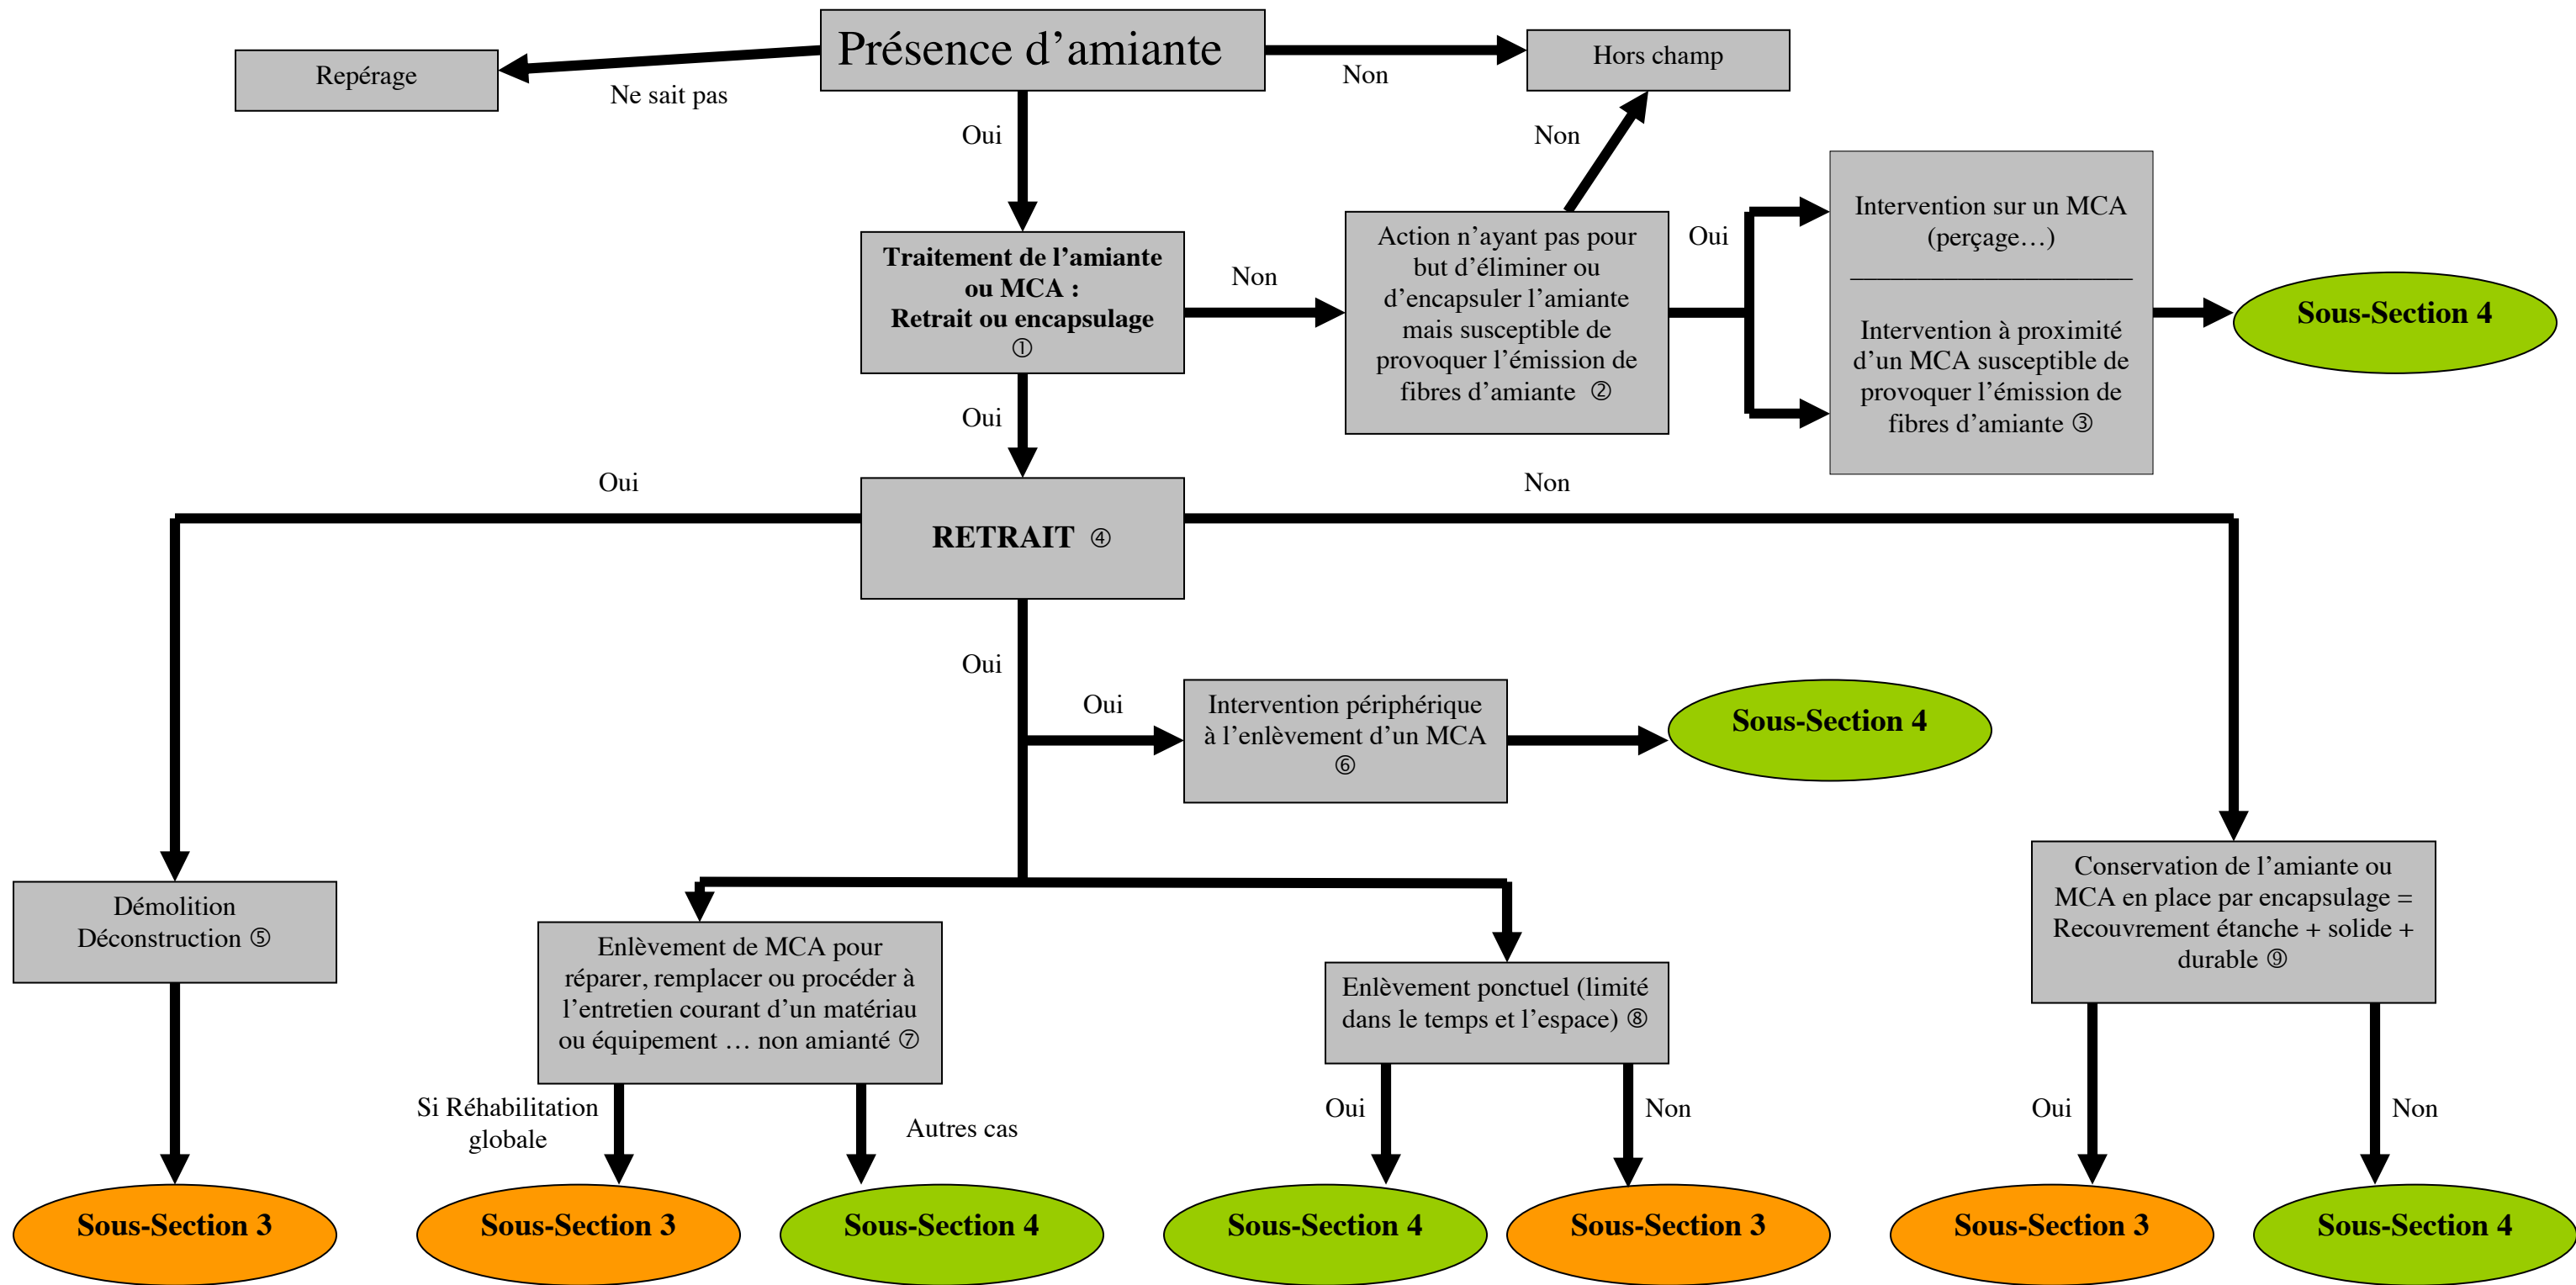 Présence d’amiante
Repérage
Ne sait pas
Non
Hors champ
Oui
Non
Traitement de l’amiante
ou MCA :
Retrait ou encapsulage
①
Non
Action n’ayant pas pour
but d’éliminer ou
d’encapsuler l’amiante
mais susceptible de
provoquer l’émission de
fibres d’amiante ②
Oui
Intervention sur un MCA
(perçage…)
Intervention à proximité
d’un MCA susceptible de
provoquer l’émission de
fibres d’amiante ③
Sous-Section 4
Oui
Oui
RETRAIT ④
Non
Oui
Oui
Intervention périphérique
à l’enlèvement d’un MCA
⑥
Sous-Section 4
Démolition
Déconstruction ⑤
Enlèvement de MCA pour
réparer, remplacer ou procéder à
l’entretien courant d’un matériau
ou équipement … non amianté ⑦
Enlèvement ponctuel (limité
dans le temps et l’espace) ⑧
Conservation de l’amiante ou
MCA en place par encapsulage =
Recouvrement étanche + solide +
durable ⑨
Si Réhabilitation
globale
Autres cas
Oui
Non
Oui
Non
Sous-Section 3
Sous-Section 3
Sous-Section 4
Sous-Section 4
Sous-Section 3
Sous-Section 3
Sous-Section 4